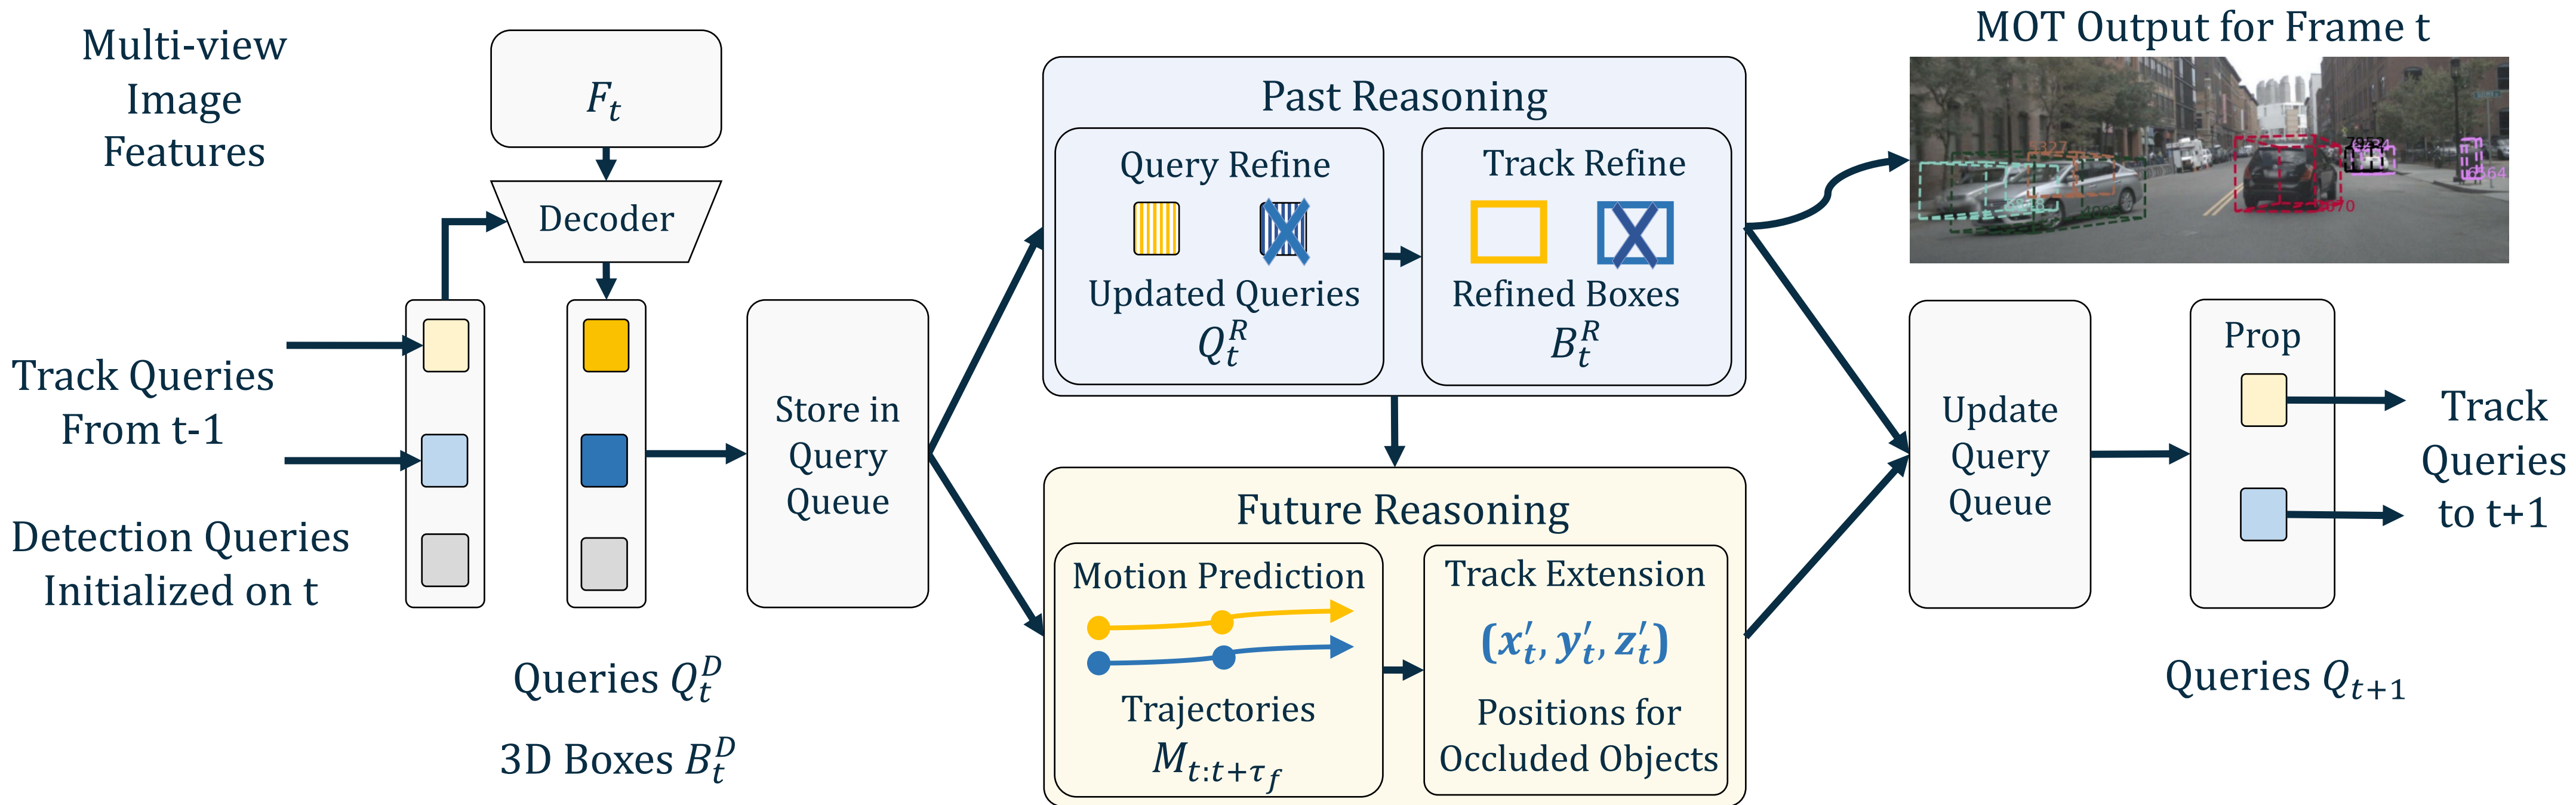 Multi-view
Image
Features
F_t
Decoder
Track Queries
From t-1
Detection Queries
Initialized on t
Queries Q_t^D
3D Boxes B_t^D
Store in
Query
Queue
Past Reasoning
Query Refine
Updated Queries
Q_t^R
Track Refine
Refined Boxes
B_t^R
Future Reasoning
Motion Prediction
Trajectories
M_{t:t+τ_f}
Track Extension
(x'_t, y'_t, z'_t)
Positions for
Occluded Objects
MOT Output for Frame t
Update
Query
Queue
Prop
Track
Queries
to t+1
Queries Q_{t+1}